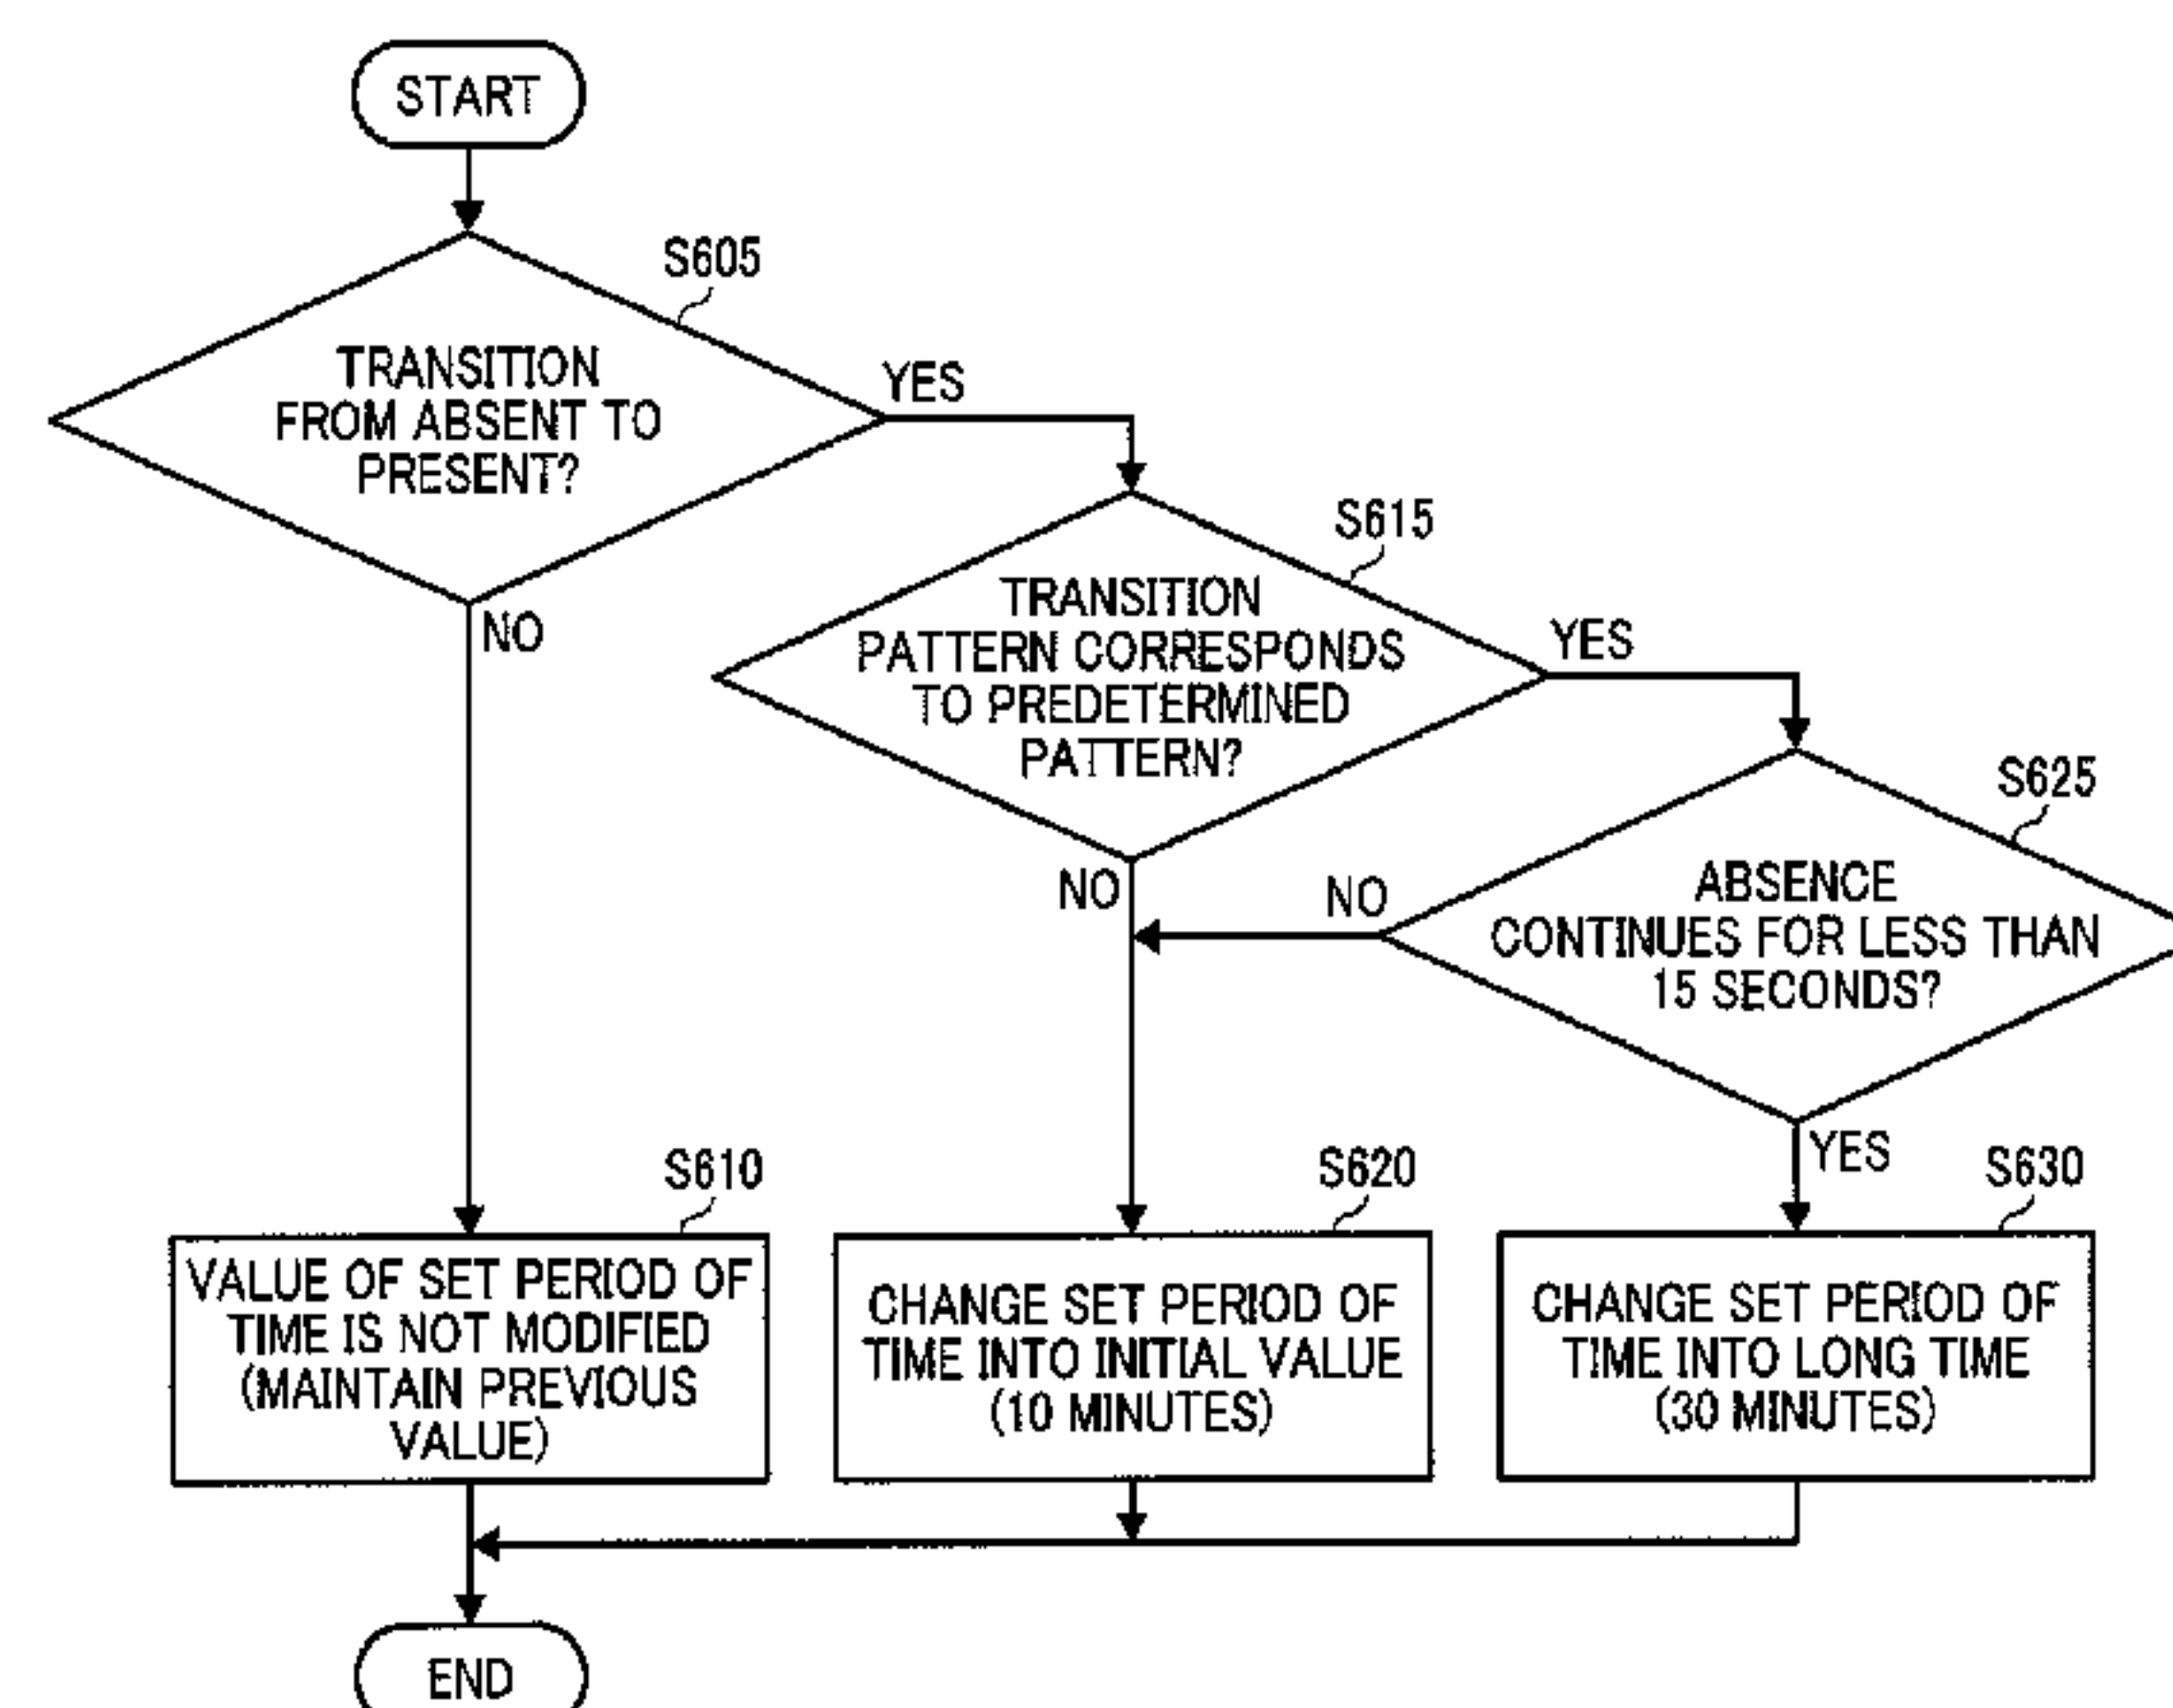 START
S605
TRANSITION
FROM ABSENT TO
PRESENT?
YES
NO
S615
TRANSITION
PATTERN CORRESPONDS
TO PREDETERMINED
PATTERN?
YES
NO
S625
ABSENCE
CONTINUES FOR LESS THAN
15 SECONDS?
NO
YES
S610
VALUE OF SET PERIOD OF
TIME IS NOT MODIFIED
(MAINTAIN PREVIOUS
VALUE)
S620
CHANGE SET PERIOD OF
TIME INTO INITIAL VALUE
(10 MINUTES)
S630
CHANGE SET PERIOD OF
TIME INTO LONG TIME
(30 MINUTES)
END